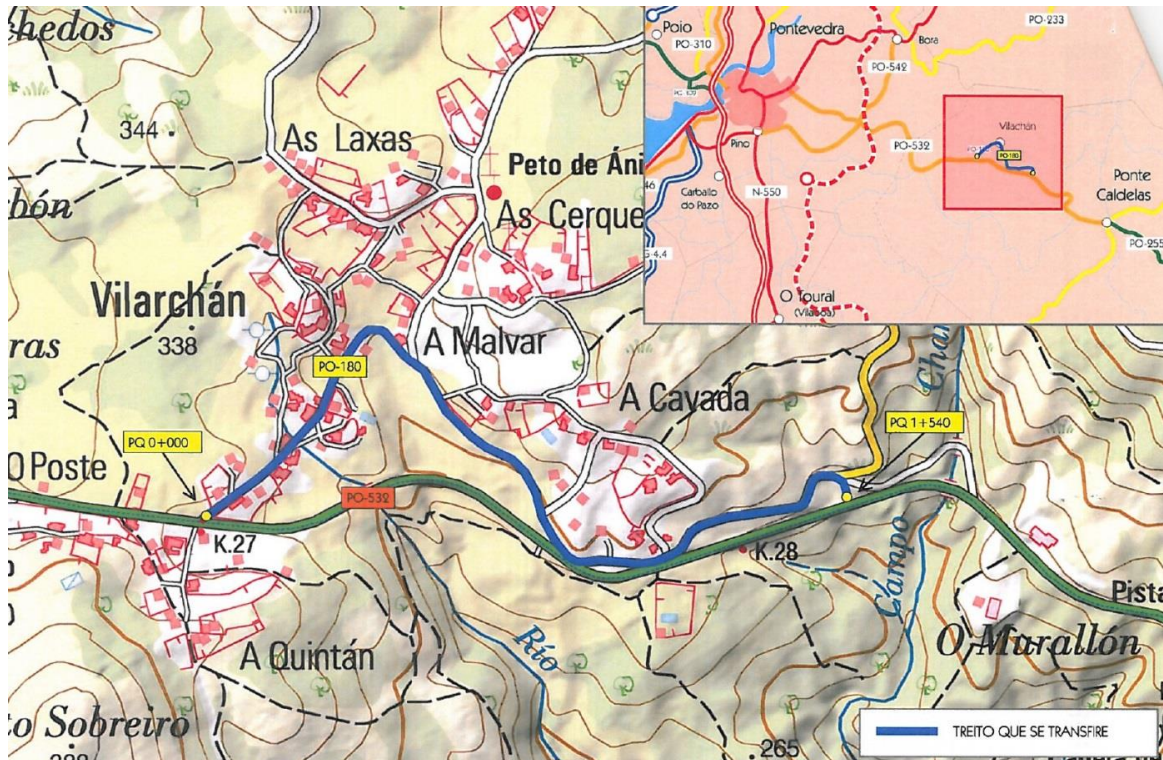 hedos
344
As Laxas
Peto de Áni
bón
As Cerque
Vilarchán
338
ras
a
A Malvar
PO-180
A Cavada
PQ 0+000
PQ 1+540
O Poste
PO-532
K.27
K.28
Campo
Char
Río
A Quintán
Pista
O Murallón
to Sobreiro
265
TREITO QUE SE TRANSFIRE
Poio
PO-310
Pontevedra
PO-233
Bora
PO-542
Vilachán
PO-180
Pino
PO-532
Ponte
Caldelas
Carballo
do Pazo
N-550
PO-255
O Toural
(Vilaboa)